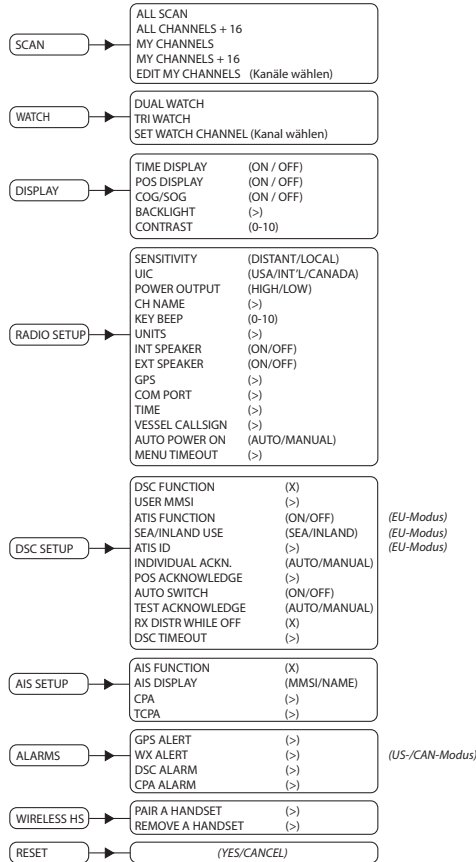 SCAN
ALL SCAN
ALL CHANNELS + 16
MY CHANNELS
MY CHANNELS + 16
EDIT MY CHANNELS (Kanäle wählen)
WATCH
DUAL WATCH
TRI WATCH
SET WATCH CHANNEL (Kanal wählen)
DISPLAY
TIME DISPLAY (ON / OFF)
POS DISPLAY (ON / OFF)
COG/SOG (ON / OFF)
BACKLIGHT (>)
CONTRAST (0-10)
RADIO SETUP
SENSITIVITY (DISTANT/LOCAL)
UIC (USA/INT'L/CANADA)
POWER OUTPUT (HIGH/LOW)
CH NAME (>)
KEY BEEP (0-10)
UNITS (>)
INT SPEAKER (ON/OFF)
EXT SPEAKER (ON/OFF)
GPS (>)
COM PORT (>)
TIME (>)
VESSEL CALLSIGN (>)
AUTO POWER ON (AUTO/MANUAL)
MENU TIMEOUT (>)
DSC SETUP
DSC FUNCTION (X)
USER MMSI (>)
ATIS FUNCTION (ON/OFF) (EU-Modus)
SEA/INLAND USE (SEA/INLAND) (EU-Modus)
ATIS ID (>) (EU-Modus)
INDIVIDUAL ACKN. (AUTO/MANUAL)
POS ACKNOWLEDGE (>)
AUTO SWITCH (ON/OFF)
TEST ACKNOWLEDGE (AUTO/MANUAL)
RX DISTR WHILE OFF (X)
DSC TIMEOUT (>)
AIS SETUP
AIS FUNCTION (X)
AIS DISPLAY (MMSI/NAME)
CPA (>)
TCPA (>)
ALARMS
GPS ALERT (>)
WX ALERT (>) (US-/CAN-Modus)
DSC ALARM (>)
CPA ALARM (>)
WIRELESS HS
PAIR A HANDSET (>)
REMOVE A HANDSET (>)
RESET
(YES/CANCEL)